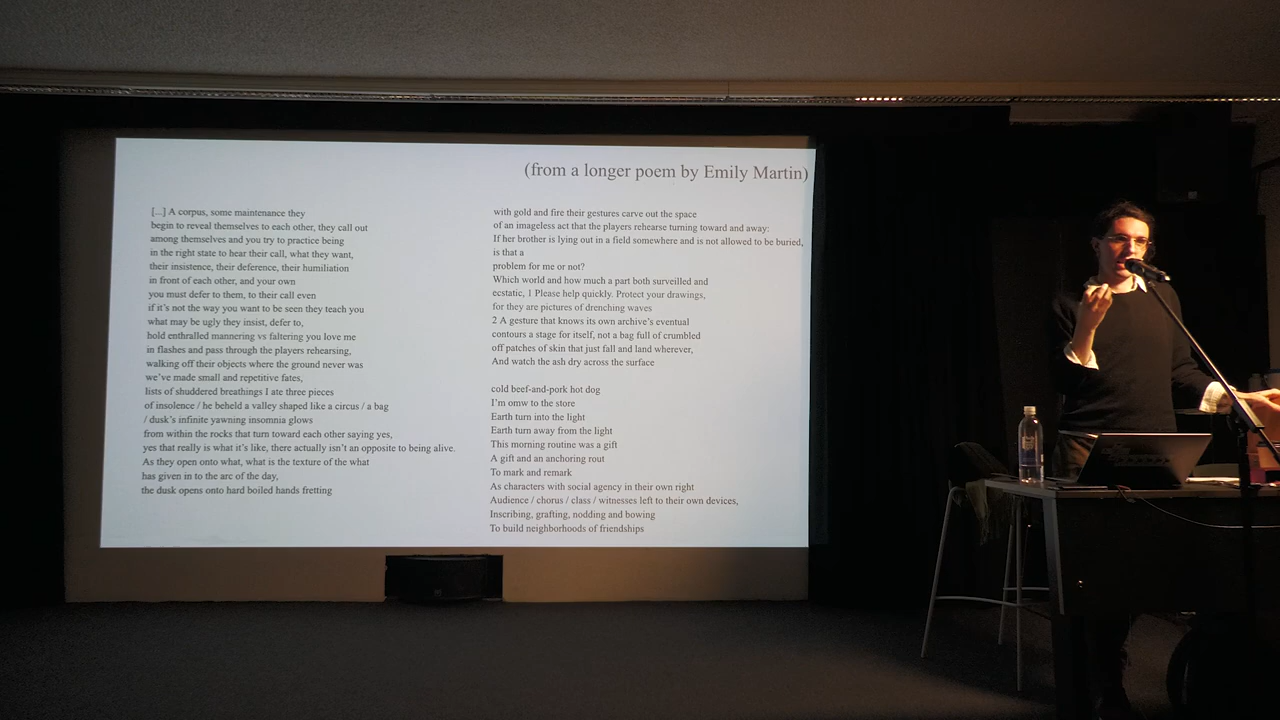 (from a longer poem by Emily Martin)
[...] A corpus, some maintenance they
begin to reveal themselves to each other, they call out
among themselves and you try to practice being
in the right state to hear their call, what they want,
their insistence, their deference, their humiliation
in front of each other, and your own
you must defer to them, to their call even
if it's not the way you want to be seen they teach you
what may be ugly they insist, defer to,
hold enthralled mannering vs faltering you love me
in flashes and pass through the players rehearsing,
walking off their objects where the ground never was
we've made small and repetitive fates,
lists of shuddered breathings I ate three pieces
of insolence / he beheld a valley shaped like a circus / a bag
/ dusk's infinite yawning insomnia glows
from within the rocks that turn toward each other saying yes,
yes that really is what it's like, there actually isn't an opposite to being alive.
As they open onto what, what is the texture of the what
has given in to the arc of the day,
the dusk opens onto hard boiled hands fretting
with gold and fire their gestures carve out the space
of an imageless act that the players rehearse turning toward and away:
If her brother is lying out in a field somewhere and is not allowed to be buried,
is that a
problem for me or not?
Which world and how much a part both surveilled and
ecstatic, 1 Please help quickly. Protect your drawings,
for they are pictures of drenching waves
2 A gesture that knows its own archive's eventual
contours a stage for itself, not a bag full of crumbled
off patches of skin that just fall and land wherever,
And watch the ash dry across the surface
cold beef-and-pork hot dog
I'm omw to the store
Earth turn into the light
Earth turn away from the light
This morning routine was a gift
A gift and an anchoring rout
To mark and remark
As characters with social agency in their own right
Audience / chorus / class / witnesses left to their own devices,
Inscribing, grafting, nodding and bowing
To build neighborhoods of friendships